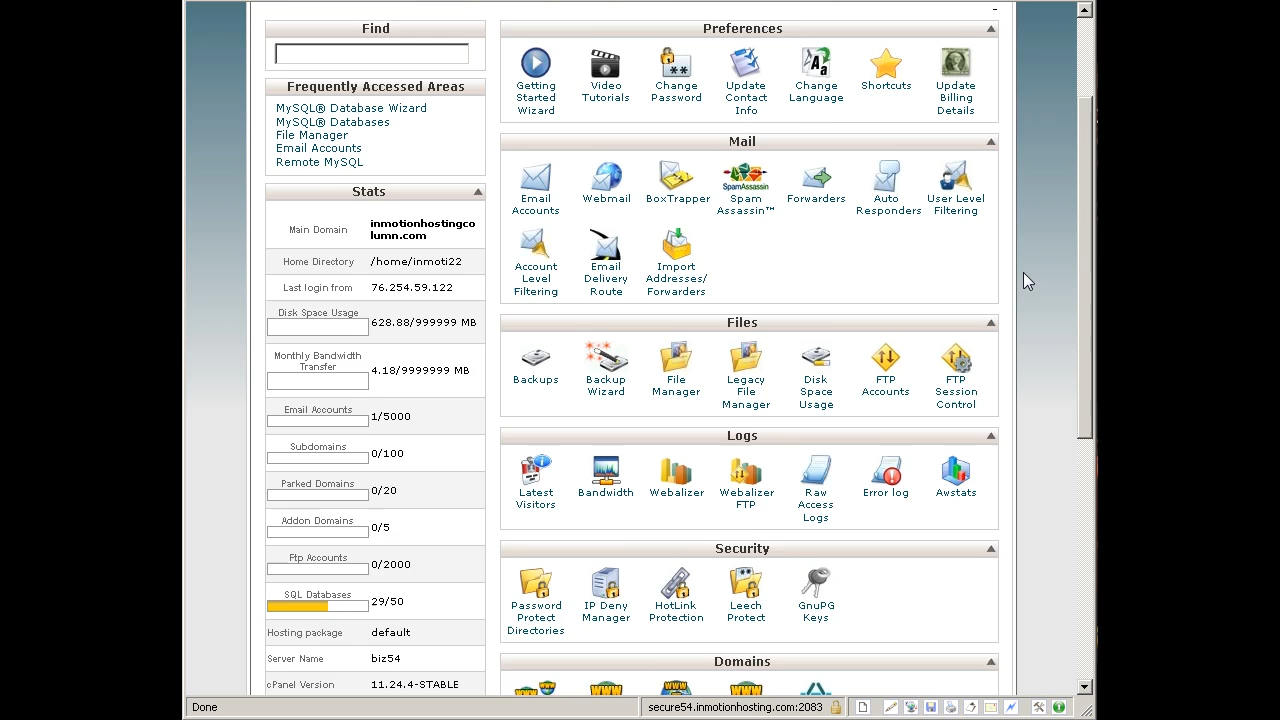 Find
Frequently Accessed Areas
MySQL® Database Wizard
MySQL® Databases
File Manager
Email Accounts
Remote MySQL
Stats
Main Domain
inmotionhostingco
lumn.com
Home Directory
/home/inmoti22
Last login from
76.254.59.122
Disk Space Usage
628.88/999999 MB
Monthly Bandwidth
Transfer
4.18/9999999 MB
Email Accounts
1/5000
Subdomains
0/100
Parked Domains
0/20
Addon Domains
0/5
Ftp Accounts
0/2000
SQL Databases
29/50
Hosting package
default
Server Name
biz54
cPanel Version
11.24.4-STABLE
Preferences
Getting
Started
Wizard
Video
Tutorials
Change
Password
Update
Contact
Info
Change
Language
Shortcuts
Update
Billing
Details
Mail
Email
Accounts
Webmail
BoxTrapper
SpamAssassin
Spam
Assassin™
Forwarders
Auto
Responders
User Level
Filtering
Account
Level
Filtering
Email
Delivery
Route
Import
Addresses/
Forwarders
Files
Backups
Backup
Wizard
File
Manager
Legacy
File
Manager
Disk
Space
Usage
FTP
Accounts
FTP
Session
Control
Logs
Latest
Visitors
Bandwidth
Webalizer
Webalizer
FTP
Raw
Access
Logs
Error log
Awstats
Security
Password
Protect
Directories
IP Deny
Manager
HotLink
Protection
Leech
Protect
GnuPG
Keys
Domains
Done
secure54.inmotionhosting.com:2083